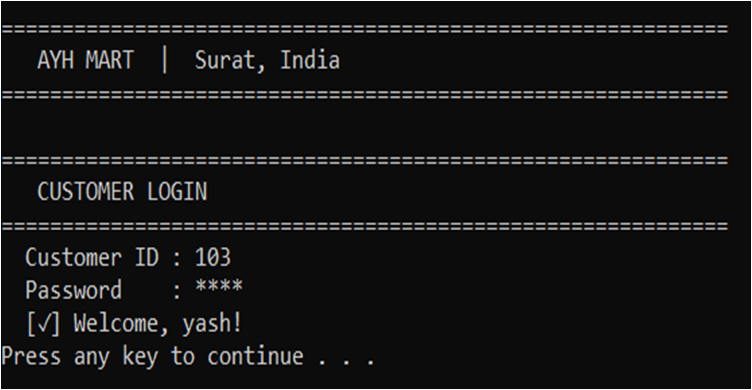 ============================================================
AYH MART | Surat, India
============================================================
============================================================
CUSTOMER LOGIN
============================================================
Customer ID : 103
Password : ****
[√] Welcome, yash!
Press any key to continue . . .